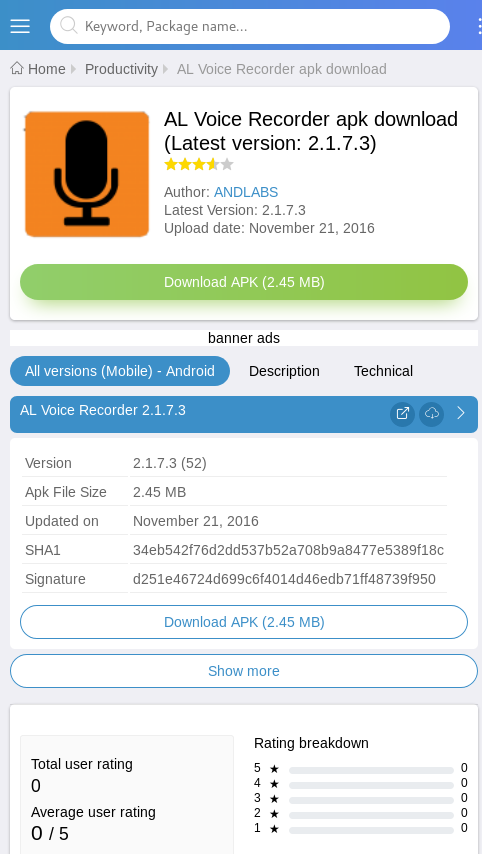 Keyword, Package name...
Home Productivity AL Voice Recorder apk download
AL Voice Recorder apk download
(Latest version: 2.1.7.3)
Author: ANDLABS
Latest Version: 2.1.7.3
Upload date: November 21, 2016
Download APK (2.45 MB)
banner ads
All versions (Mobile) - Android Description Technical
AL Voice Recorder 2.1.7.3
Version 2.1.7.3 (52)
Apk File Size 2.45 MB
Updated on November 21, 2016
SHA1 34eb542f76d2dd537b52a708b9a8477e5389f18c
Signature d251e46724d699c6f4014d46edb71ff48739f950
Download APK (2.45 MB)
Show more
Total user rating
0
Average user rating
0 / 5
Rating breakdown
5 ★ 0
4 ★ 0
3 ★ 0
2 ★ 0
1 ★ 0